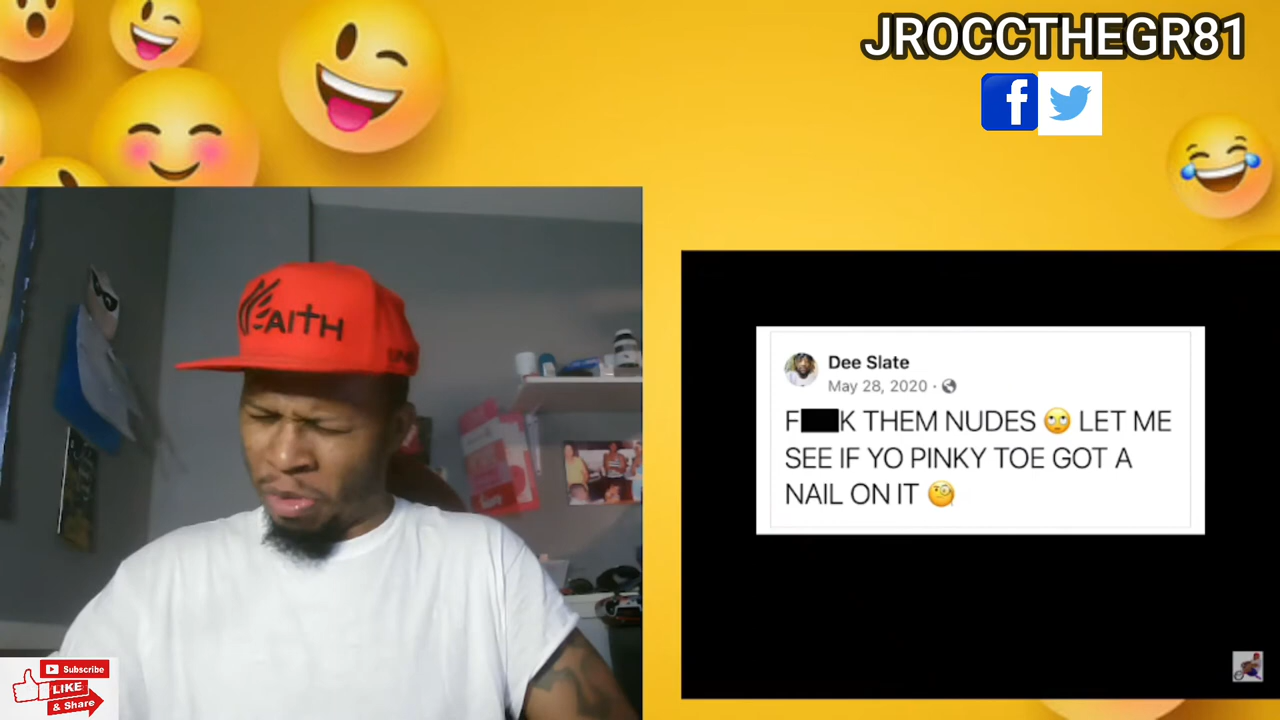 JROCCTHEGR81
f
FAITH
Dee Slate
May 28, 2020 ·
F K THEM NUDES 🙄 LET ME
SEE IF YO PINKY TOE GOT A
NAIL ON IT 🧐
Subscribe
LIKE
& Share